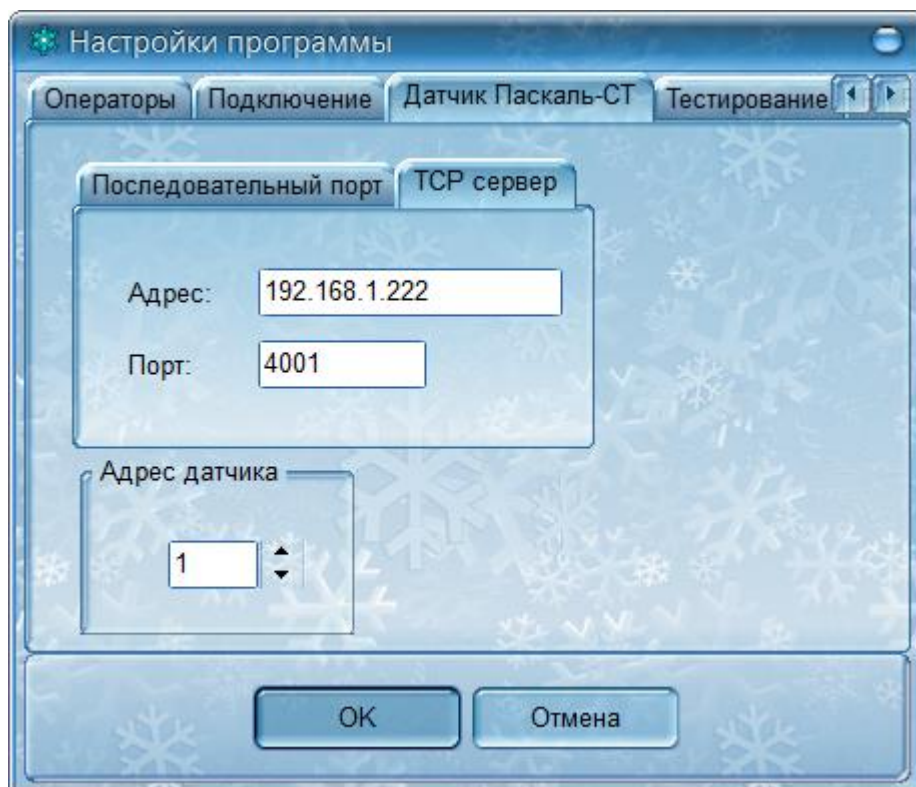 Настройки программы
Операторы Подключение Датчик Паскаль-СТ Тестирование
Последовательный порт TCP сервер
Адрес: 192.168.1.222
Порт: 4001
Адрес датчика
1
OK Отмена